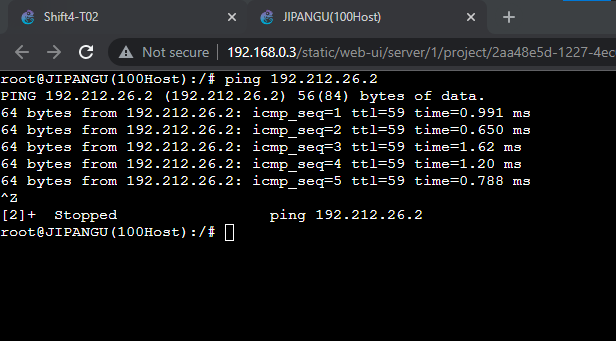 Shift4-T02
JIPANGU(100Host)
Not secure 192.168.0.3/static/web-ui/server/1/project/2aa48e5d-1227-4ec
root@JIPANGU(100Host):/# ping 192.212.26.2
PING 192.212.26.2 (192.212.26.2) 56(84) bytes of data.
64 bytes from 192.212.26.2: icmp_seq=1 ttl=59 time=0.991 ms
64 bytes from 192.212.26.2: icmp_seq=2 ttl=59 time=0.650 ms
64 bytes from 192.212.26.2: icmp_seq=3 ttl=59 time=1.62 ms
64 bytes from 192.212.26.2: icmp_seq=4 ttl=59 time=1.20 ms
64 bytes from 192.212.26.2: icmp_seq=5 ttl=59 time=0.788 ms
^Z
[2]+  Stopped                 ping 192.212.26.2
root@JIPANGU(100Host):/#